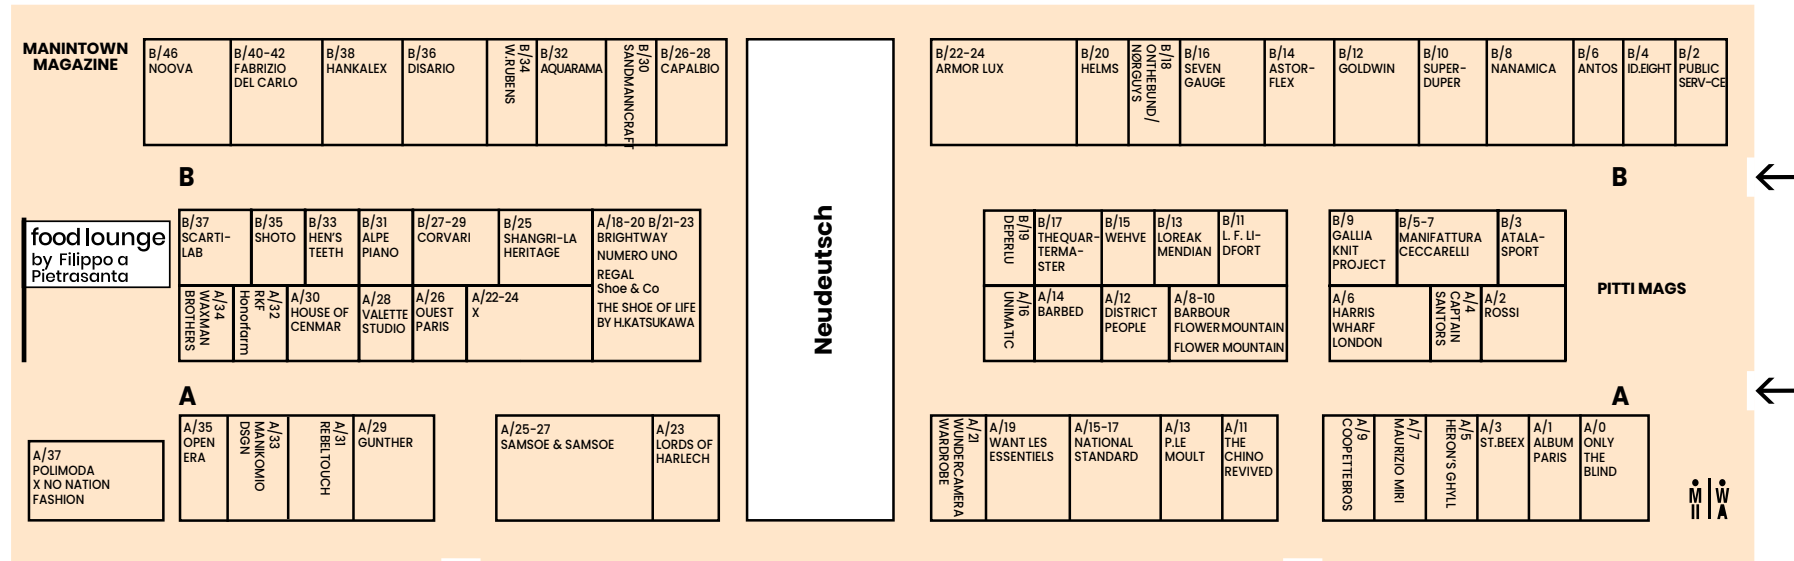 MANINTOWN
MAGAZINE
B/46
NOOVA
B/40-42
FABRIZIO
DEL CARLO
B/38
HANKALEX
B/36
DISARIO
B/34
W.RUBENS
B/32
AQUARAMA
B/30
SANDMANNCRAFT
B/26-28
CAPALBIO
B/22-24
ARMOR LUX
B/20
HELMS
B/18
ONTHEBUND/
NØRGUYS
B/16
SEVEN
GAUGE
B/14
ASTOR-
FLEX
B/12
GOLDWIN
B/10
SUPER-
DUPER
B/8
NANAMICA
B/6
ANTOS
B/4
ID.EIGHT
B/2
PUBLIC
SERV-CE
B
B
food lounge
by Filippo a
Pietrasanta
B/37
SCARTI-
LAB
B/35
SHOTO
B/33
HEN'S
TEETH
B/31
ALPE
PIANO
B/27-29
CORVARI
B/25
SHANGRI-LA
HERITAGE
A/18-20 B/21-23
BRIGHTWAY
NUMERO UNO
REGAL
Shoe & Co
THE SHOE OF LIFE
BY H.KATSUKAWA
A/34
WAXMAN
BROTHERS
A/32
RKF
Honorfarm
A/30
HOUSE OF
CENMAR
A/28
VALETTE
STUDIO
A/26
OUEST
PARIS
A/22-24
X
Neudeutsch
B/19
DEPERLU
B/17
THEQUAR-
TERMA-
STER
B/15
WEHVE
B/13
LOREAK
MENDIAN
B/11
L. F. LI-
DFORT
A/16
UNIMATIC
A/14
BARBED
A/12
DISTRICT
PEOPLE
A/8-10
BARBOUR
FLOWER MOUNTAIN
FLOWER MOUNTAIN
B/9
GALLIA
KNIT
PROJECT
B/5-7
MANIFATTURA
CECCARELLI
B/3
ATALA-
SPORT
A/6
HARRIS
WHARF
LONDON
A/4
CAPTAIN
SANTORS
A/2
ROSSI
PITTI MAGS
A
A
A/37
POLIMODA
X NO NATION
FASHION
A/35
OPEN
ERA
A/33
MANIKOMIO
DSGN
A/31
REBELTOUCH
A/29
GUNTHER
A/25-27
SAMSOE & SAMSOE
A/23
LORDS OF
HARLECH
A/21
WUNDERCAMERA
WARDROBE
A/19
WANT LES
ESSENTIELS
A/15-17
NATIONAL
STANDARD
A/13
P.LE
MOULT
A/11
THE
CHINO
REVIVED
A/9
COOPETTEBROS
A/7
MAURIZIO MIRI
A/5
HERON'S GHYLL
A/3
ST.BEEX
A/1
ALBUM
PARIS
A/0
ONLY
THE
BLIND